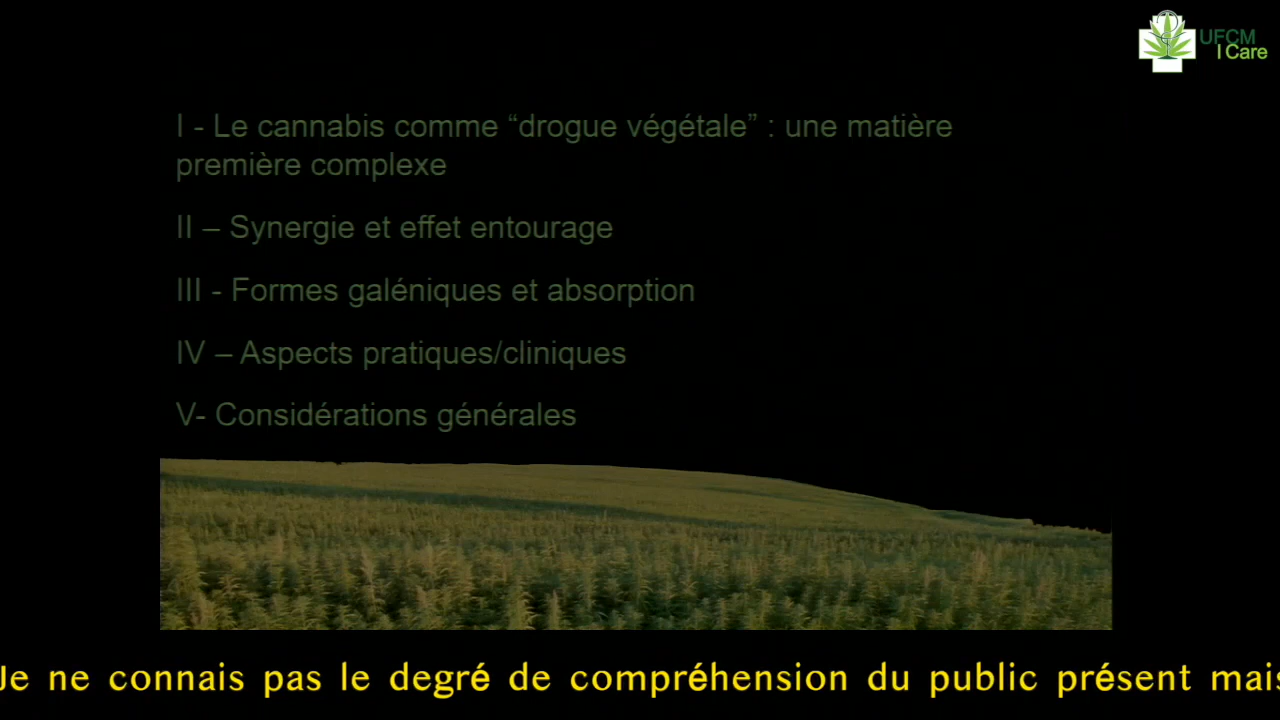 UFCM
I Care
I - Le cannabis comme “drogue végétale” : une matière
première complexe
II – Synergie et effet entourage
III - Formes galéniques et absorption
IV – Aspects pratiques/cliniques
V- Considérations générales
Je ne connais pas le degré de compréhension du public présent mais